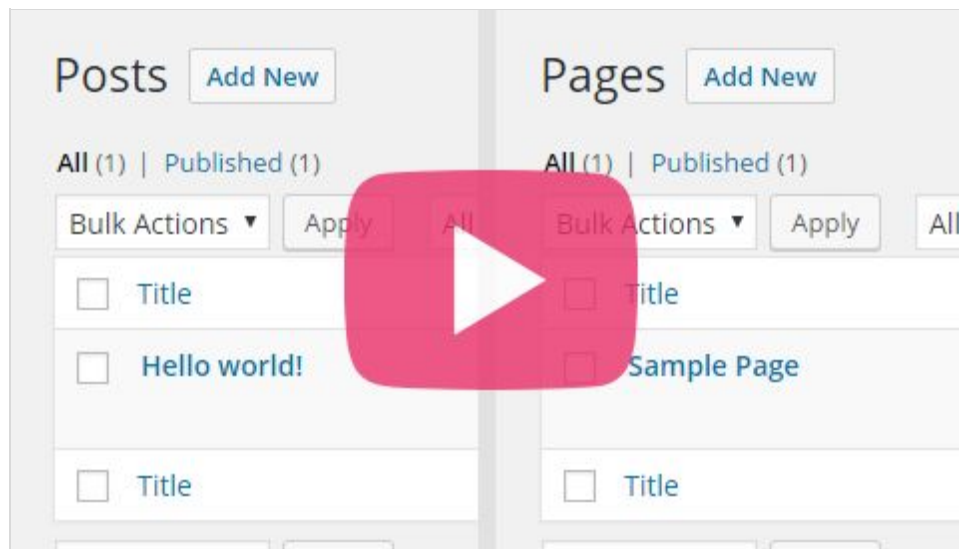 Posts Add New
All (1) | Published (1)
Bulk Actions Apply All
Title
Hello world!
Title
Pages Add New
All (1) | Published (1)
Bulk Actions Apply All
Title
Sample Page
Title